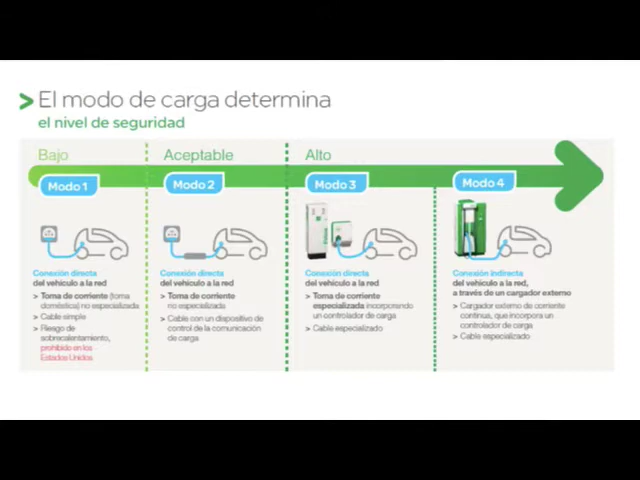 > El modo de carga determina
el nivel de seguridad
Bajo
Aceptable
Alto
Modo 1
Modo 2
Modo 3
Modo 4
Conexión directa
del vehículo a la red
> Toma de corriente (toma
doméstica) no especializada
> Cable simple
> Riesgo de
sobrecalentamiento,
prohibido en los
Estados Unidos
Conexión directa
del vehículo a la red
> Toma de corriente
no especializada
> Cable con un dispositivo de
control de la comunicación
de carga
Conexión directa
del vehículo a la red
> Toma de corriente
especializada incorporando
un controlador de carga
> Cable especializado
Conexión indirecta
del vehículo a la red,
a través de un cargador externo
> Cargador externo de corriente
continua, que incorpora un
controlador de carga
> Cable especializado